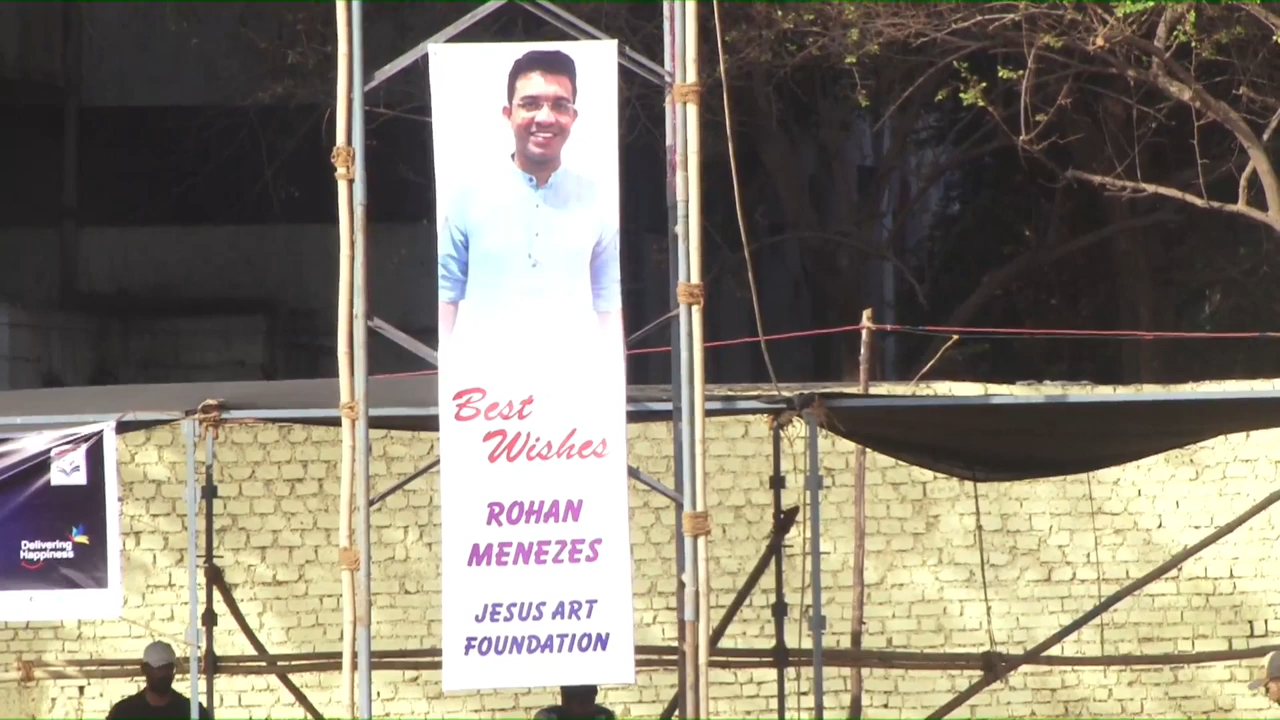 Best
Wishes
ROHAN
MENEZES
JESUS ART
FOUNDATION
Delivering
Happiness